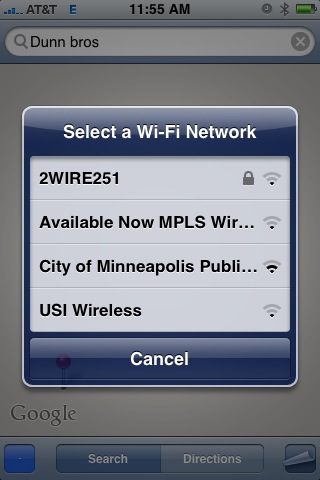 AT&T E 11:55 AM
Dunn bros
Select a Wi-Fi Network
2WIRE251
Available Now MPLS Wir...
City of Minneapolis Publi...
USI Wireless
Cancel
Google
Search Directions